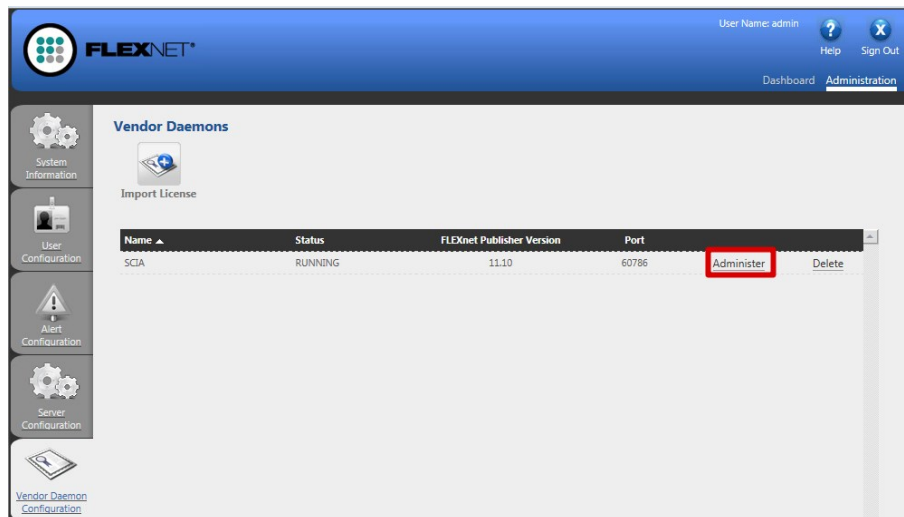 User Name: admin
FLEXNET
Help
Sign Out
Dashboard Administration
System
Information
User
Configuration
Alert
Configuration
Server
Configuration
Vendor Daemon
Configuration
Vendor Daemons
Import License
Name Status FLEXnet Publisher Version Port
SCIA RUNNING 11.10 60786 Administer Delete